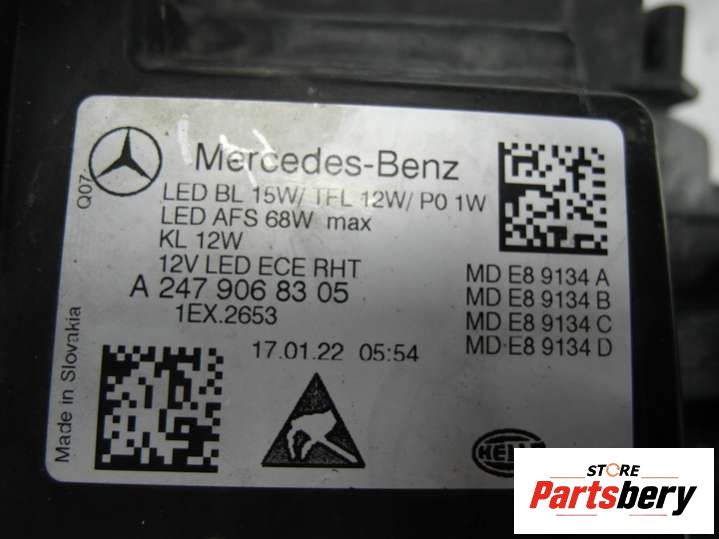 Q07
Mercedes-Benz
LED BL 15W/ TFL 12W/ PO 1W
LED AFS 68W max
KL 12W
12V LED ECE RHT
A 247 906 83 05
1EX.2653
MD E8 9134 A
MD E8 9134 B
MD E8 9134 C
MD E8 9134 D
17.01.22 05:54
Made in Slovakia
HELLA
STORE
Partsbery